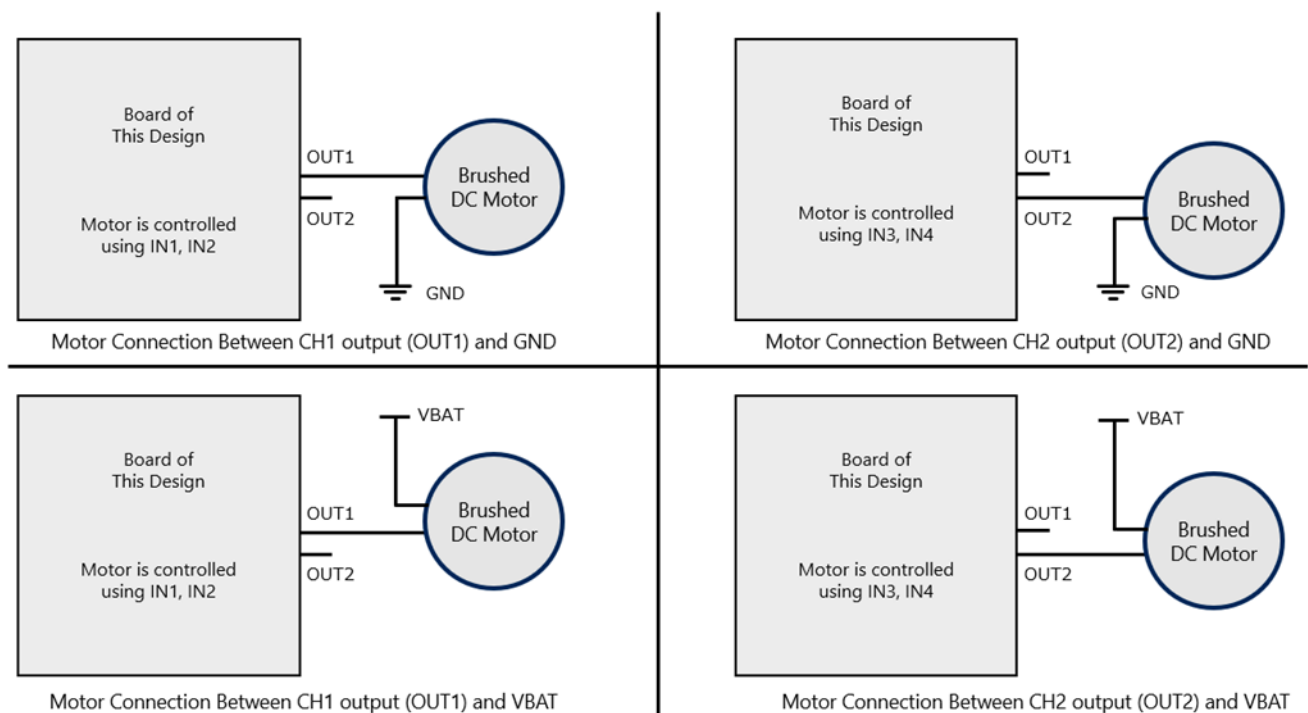 Board of
This Design
OUT1
Brushed
DC Motor
OUT2
Motor is controlled
using IN1, IN2
GND
Motor Connection Between CH1 output (OUT1) and GND
Board of
This Design
OUT1
Brushed
DC Motor
OUT2
Motor is controlled
using IN3, IN4
GND
Motor Connection Between CH2 output (OUT2) and GND
VBAT
Board of
This Design
OUT1
Brushed
DC Motor
OUT2
Motor is controlled
using IN1, IN2
Motor Connection Between CH1 output (OUT1) and VBAT
VBAT
Board of
This Design
OUT1
Brushed
DC Motor
OUT2
Motor is controlled
using IN3, IN4
Motor Connection Between CH2 output (OUT2) and VBAT